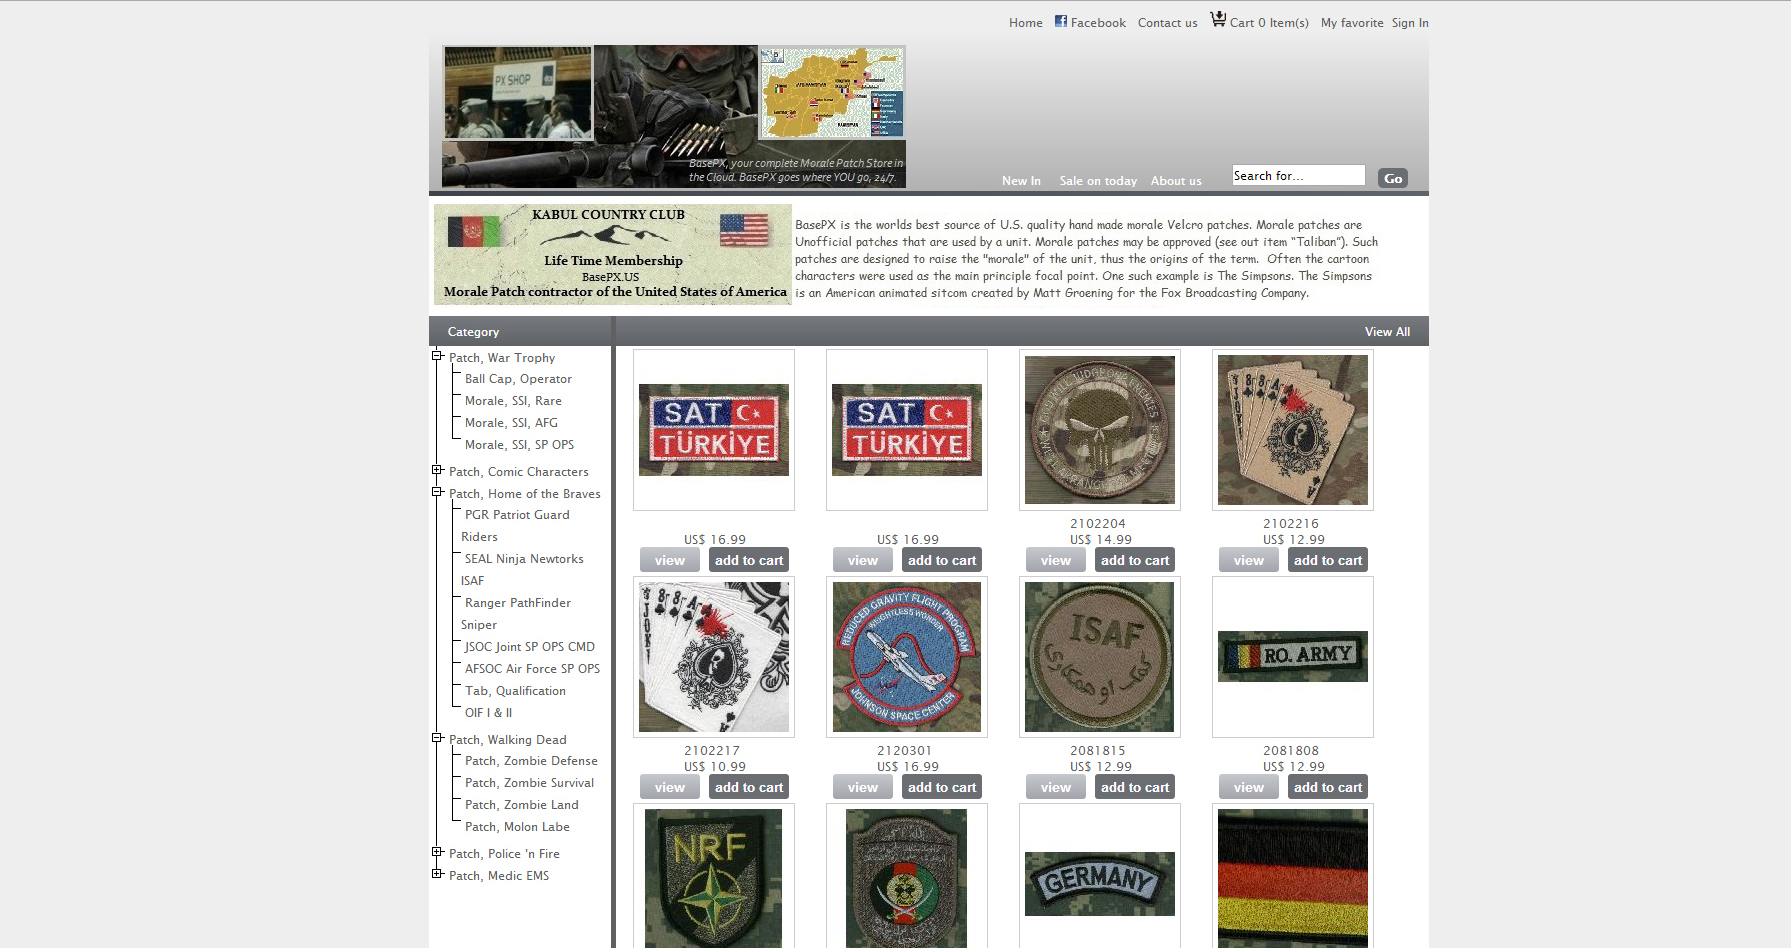 Home Facebook Contact us Cart 0 Item(s) My favorite Sign In
PX SHOP
BasePX, your complete Morale Patch Store in
the Cloud. BasePX goes where YOU go, 24/7.
New In Sale on today About us Search for... Go
KABUL COUNTRY CLUB
Life Time Membership
BasePX.US
Morale Patch contractor of the United States of America
BasePX is the worlds best source of U.S. quality hand made morale Velcro patches. Morale patches are
Unofficial patches that are used by a unit. Morale patches may be approved (see out item “Taliban”). Such
patches are designed to raise the "morale" of the unit, thus the origins of the term. Often the cartoon
characters were used as the main principle focal point. One such example is The Simpsons. The Simpsons
is an American animated sitcom created by Matt Groening for the Fox Broadcasting Company.
Category View All
Patch, War Trophy
Ball Cap, Operator
Morale, SSI, Rare
Morale, SSI, AFG
Morale, SSI, SP OPS
Patch, Comic Characters
Patch, Home of the Braves
PGR Patriot Guard
Riders
SEAL Ninja Newtorks
ISAF
Ranger PathFinder
Sniper
JSOC Joint SP OPS CMD
AFSOC Air Force SP OPS
Tab, Qualification
OIF I & II
Patch, Walking Dead
Patch, Zombie Defense
Patch, Zombie Survival
Patch, Zombie Land
Patch, Molon Labe
Patch, Police 'n Fire
Patch, Medic EMS
SAT
TÜRKİYE
SAT
TÜRKİYE
GOD WILL JUDGE OUR ENEMIES
2102204 2102216
US$ 16.99 US$ 16.99 US$ 14.99 US$ 12.99
view add to cart view add to cart view add to cart view add to cart
REDUCED GRAVITY FLIGHT PROGRAM
WEIGHTLESS WONDER
JOHNSON SPACE CENTER
ISAF
کمک او همکاري
RO. ARMY
2102217 2120301 2081815 2081808
US$ 10.99 US$ 16.99 US$ 12.99 US$ 12.99
view add to cart view add to cart view add to cart view add to cart
NRF
GERMANY